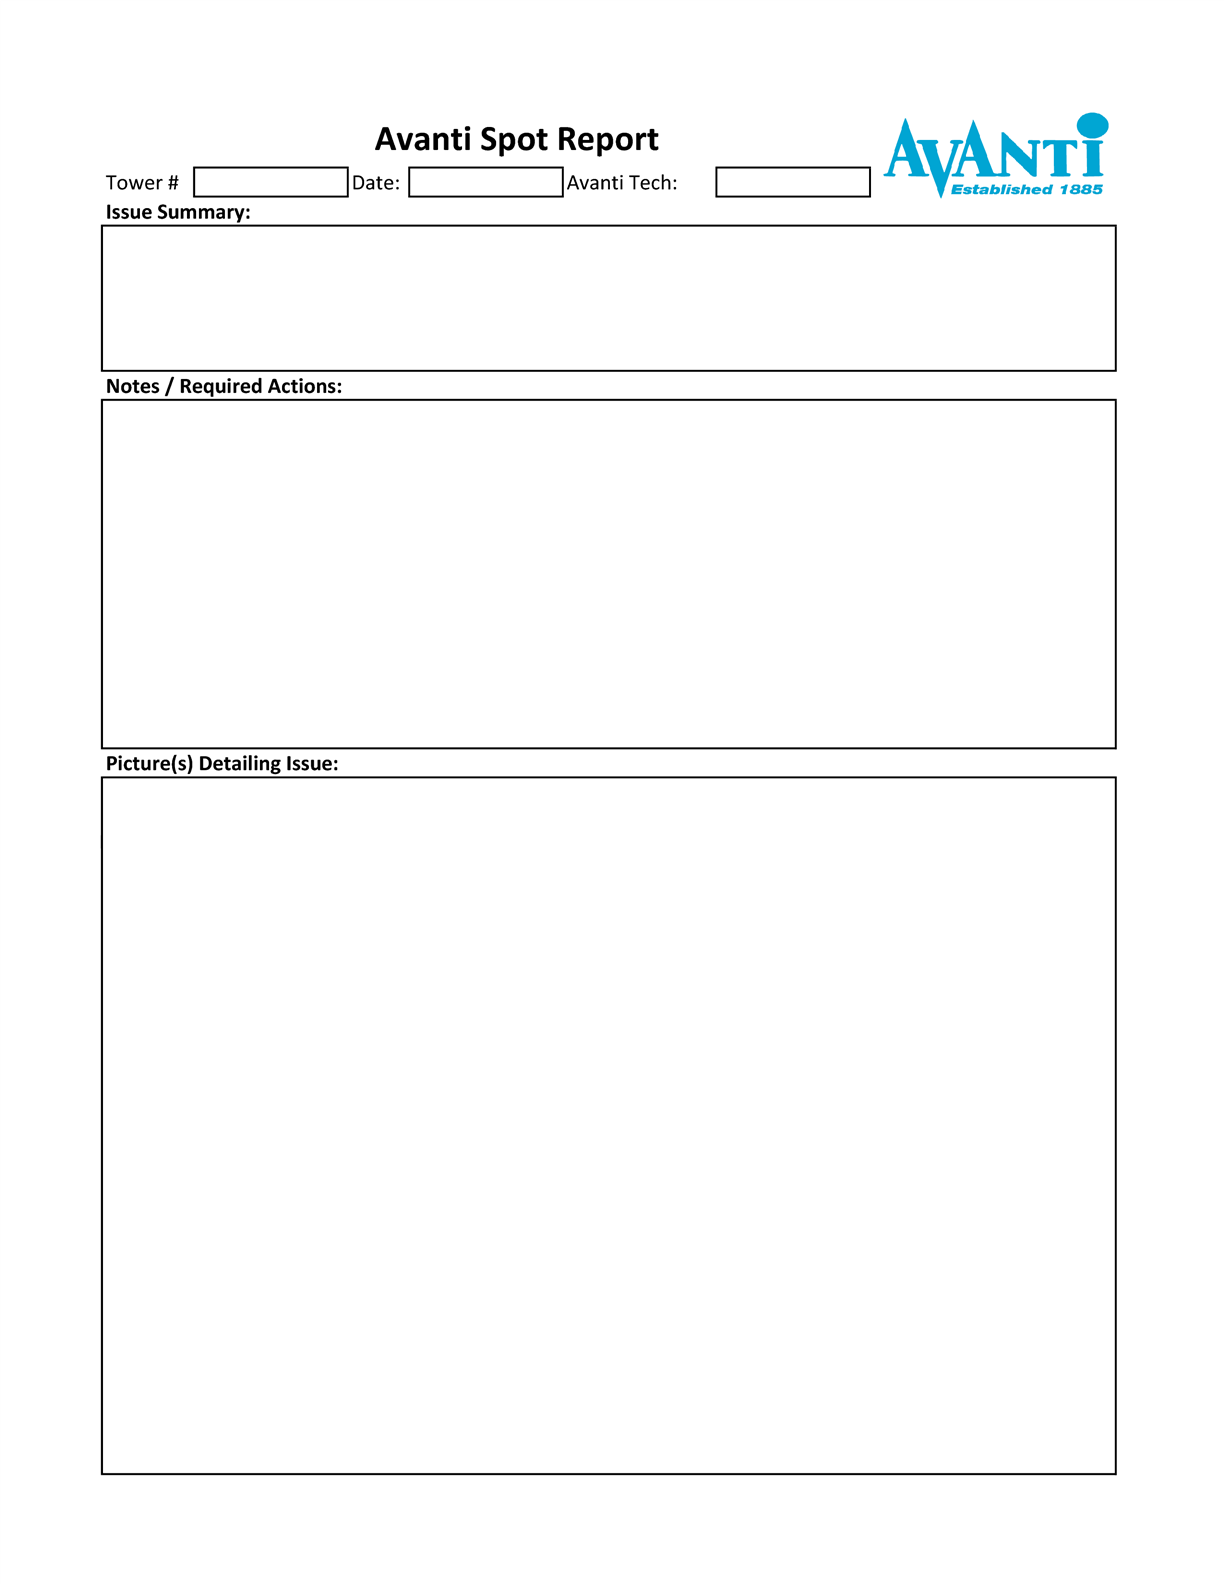 Avanti Spot Report
AVANTi
Established 1885
Tower # Date: Avanti Tech:
Issue Summary:
Notes / Required Actions:
Picture(s) Detailing Issue: